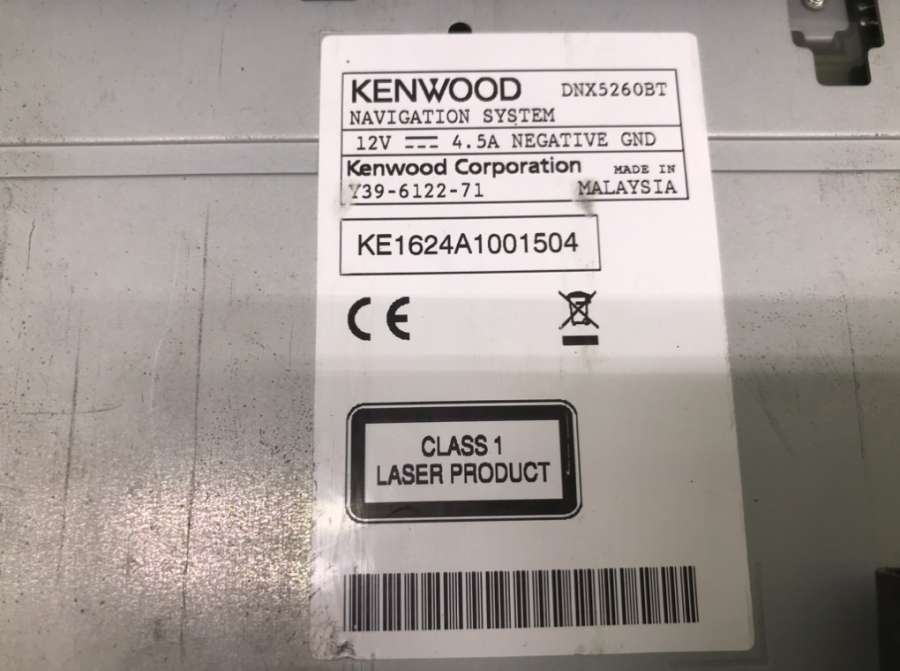 KENWOOD DNX5260BT
NAVIGATION SYSTEM
12V ⎓ 4.5A NEGATIVE GND
Kenwood Corporation MADE IN
Y39-6122-71 MALAYSIA
KE1624A1001504
CE
CLASS 1
LASER PRODUCT